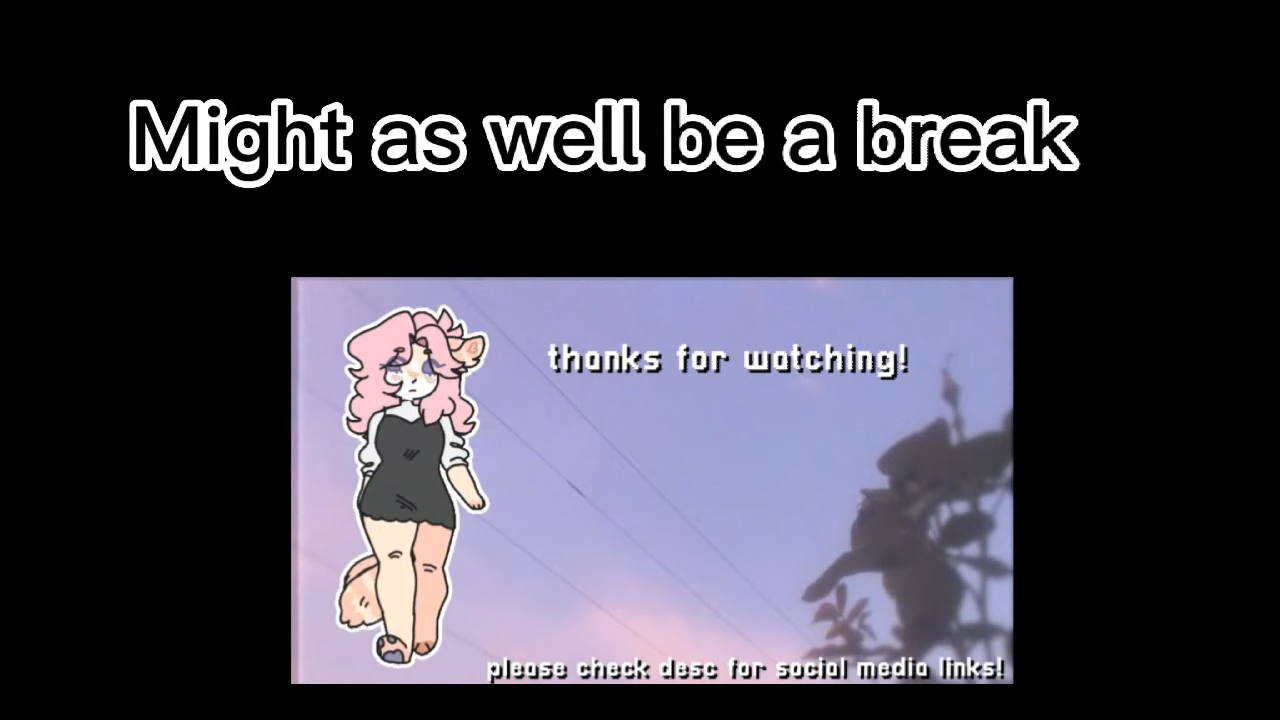 Might as well be a break
thanks for watching!
please check desc for social media links!